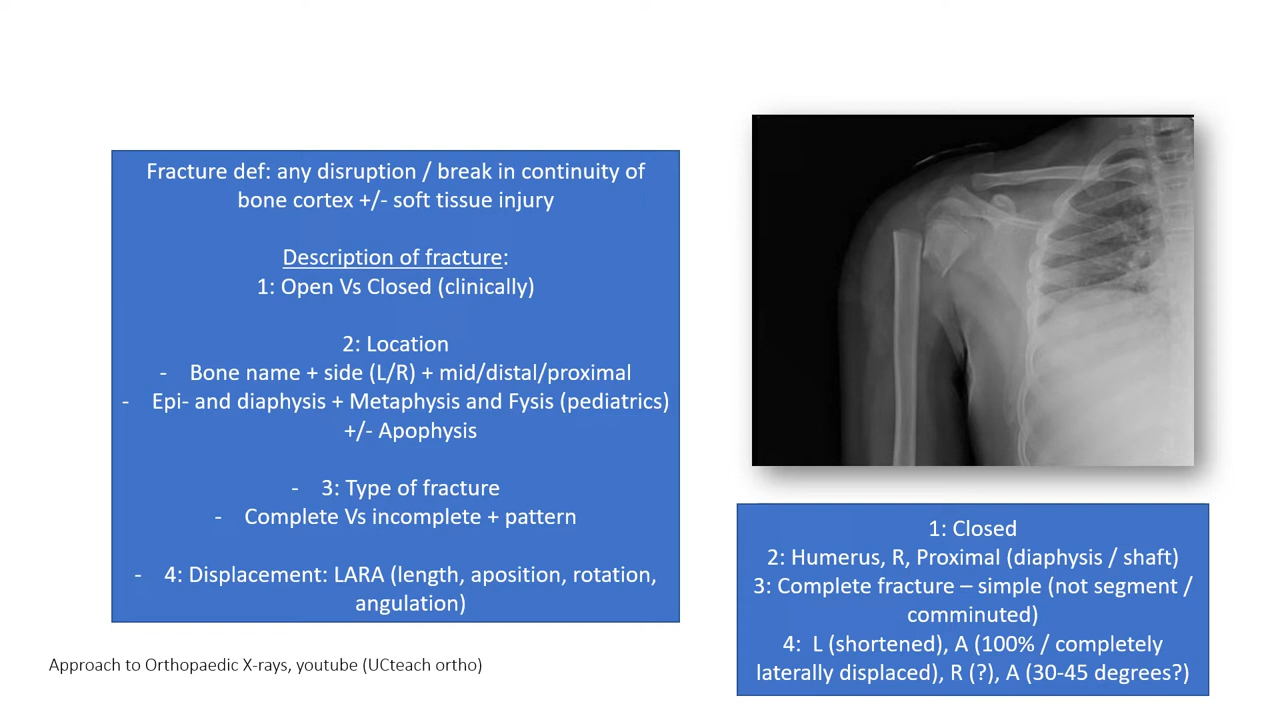 Fracture def: any disruption / break in continuity of
bone cortex +/- soft tissue injury
Description of fracture:
1: Open Vs Closed (clinically)
2: Location
- Bone name + side (L/R) + mid/distal/proximal
- Epi- and diaphysis + Metaphysis and Fysis (pediatrics)
+/- Apophysis
- 3: Type of fracture
- Complete Vs incomplete + pattern
- 4: Displacement: LARA (length, aposition, rotation,
angulation)
1: Closed
2: Humerus, R, Proximal (diaphysis / shaft)
3: Complete fracture – simple (not segment /
comminuted)
4: L (shortened), A (100% / completely
laterally displaced), R (?), A (30-45 degrees?)
Approach to Orthopaedic X-rays, youtube (UCteach ortho)